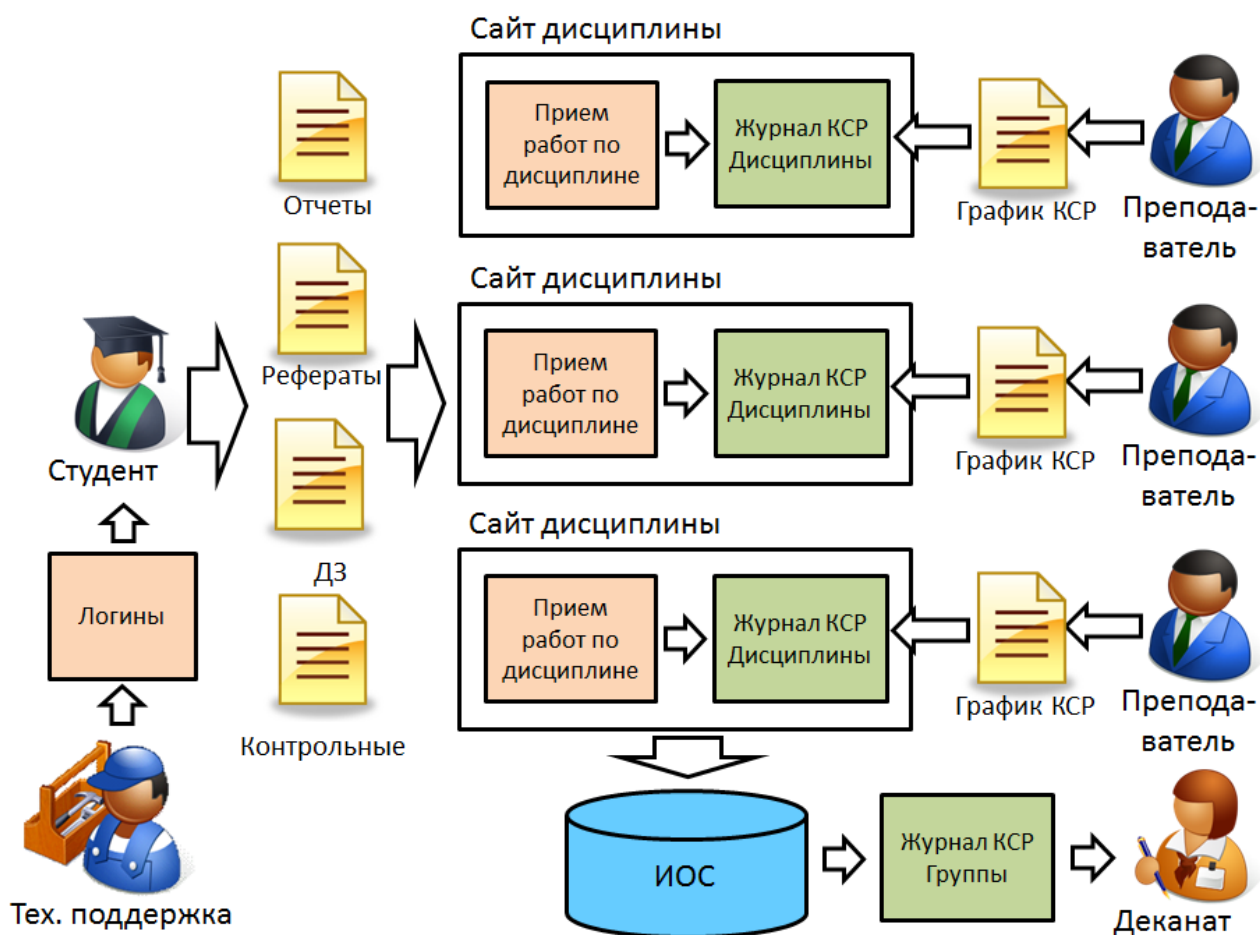 Сайт дисциплины
Прием
работ по
дисциплине
Журнал КСР
Дисциплины
График КСР
Препода-
ватель
Отчеты
Сайт дисциплины
Прием
работ по
дисциплине
Журнал КСР
Дисциплины
График КСР
Препода-
ватель
Рефераты
Студент
Сайт дисциплины
Прием
работ по
дисциплине
Журнал КСР
Дисциплины
График КСР
Препода-
ватель
ДЗ
Логины
Контрольные
Тех. поддержка
ИОС
Журнал КСР
Группы
Деканат